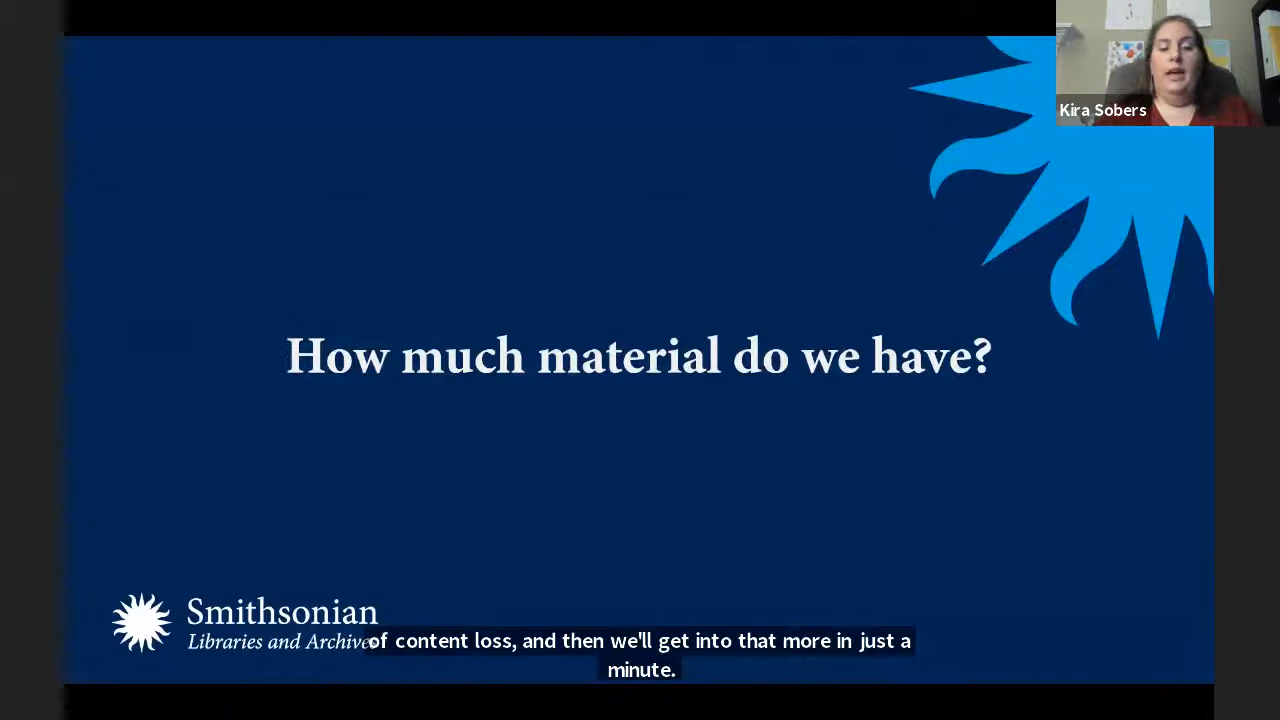 Kira Sobers
How much material do we have?
Smithsonian
Libraries and Archives
of content loss, and then we'll get into that more in just a
minute.